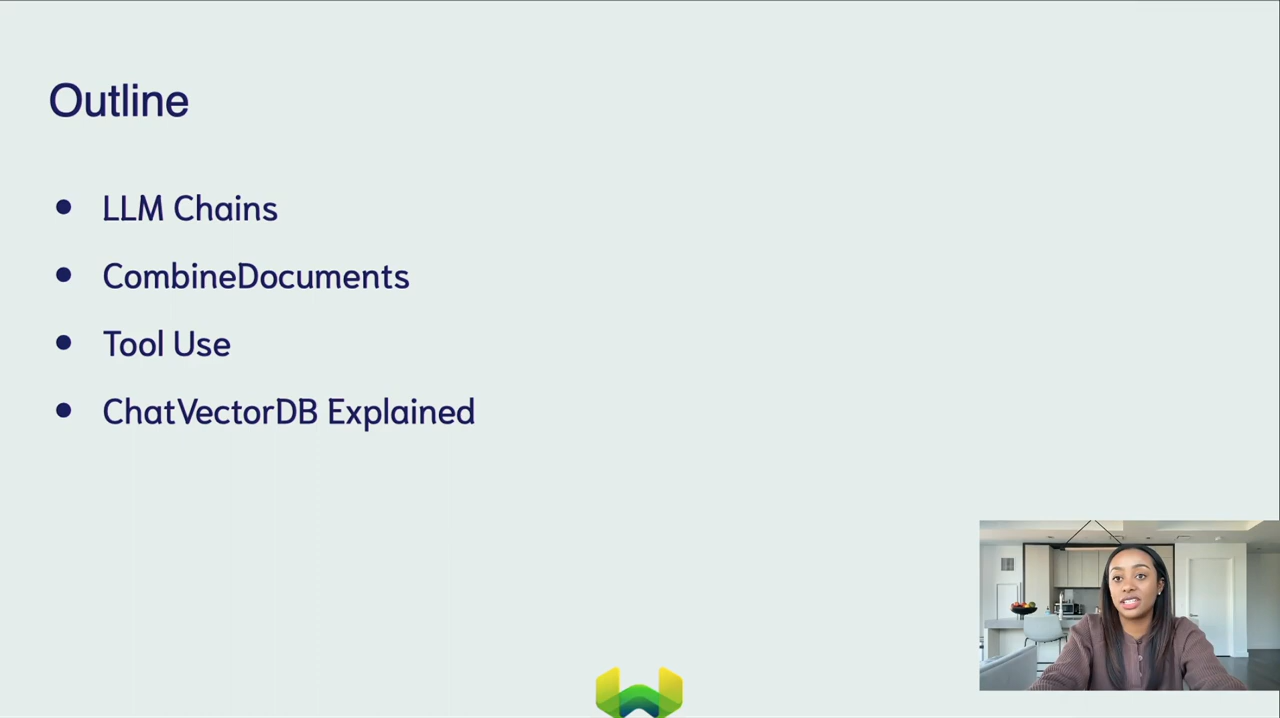 Outline
LLM Chains
CombineDocuments
Tool Use
ChatVectorDB Explained